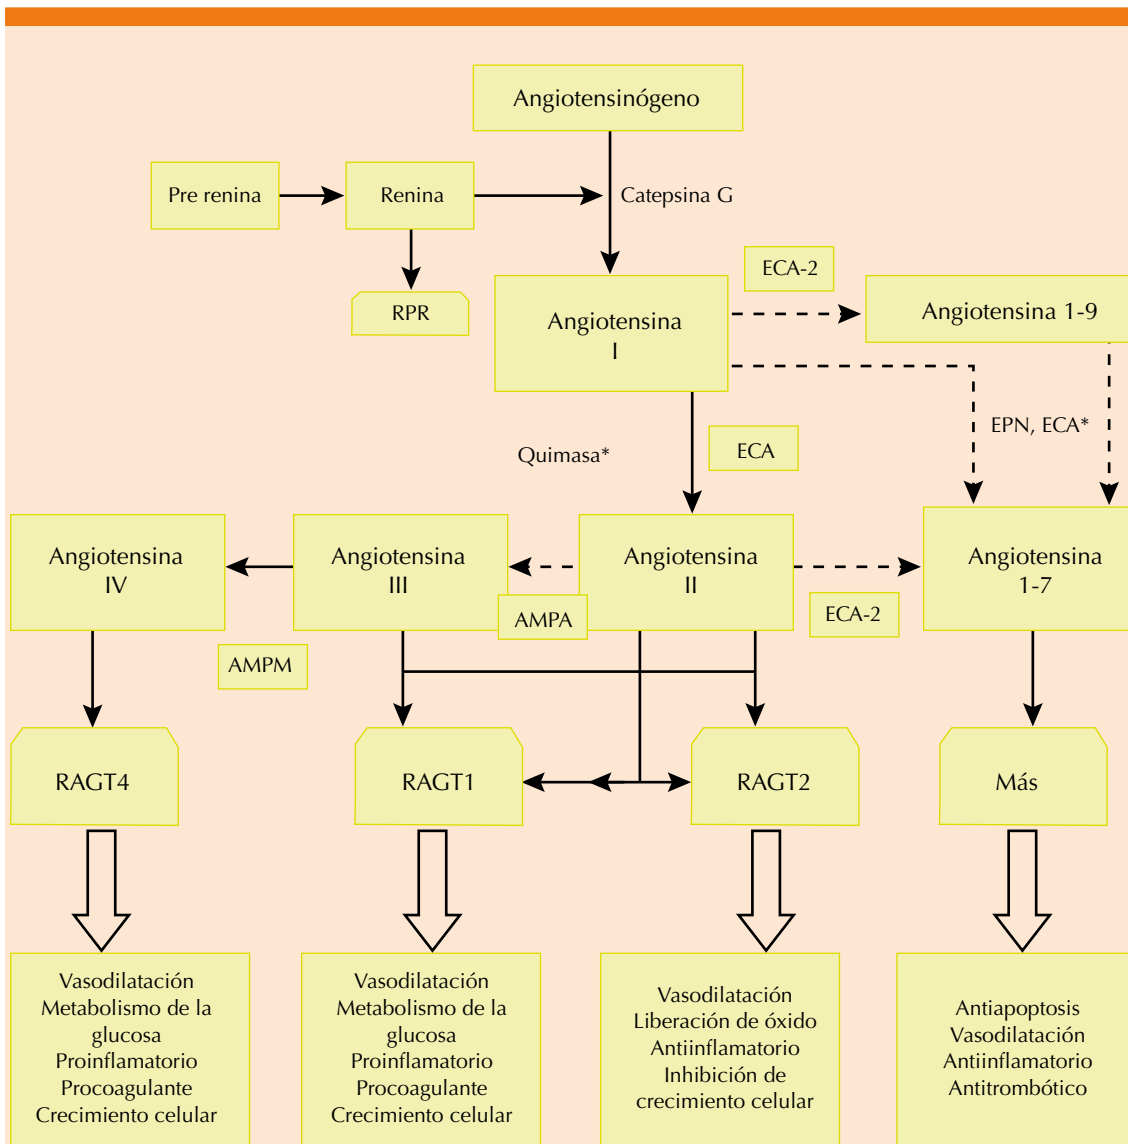 Angiotensinógeno
Pre renina
Renina
Catepsina G
RPR
Angiotensina
I
ECA-2
Angiotensina 1-9
Quimasa*
ECA
EPN, ECA*
Angiotensina
IV
Angiotensina
III
Angiotensina
II
Angiotensina
1-7
AMPM
AMPA
ECA-2
RAGT4
RAGT1
RAGT2
Más
Vasodilatación
Metabolismo de la
glucosa
Proinflamatorio
Procoagulante
Crecimiento celular
Vasodilatación
Metabolismo de la
glucosa
Proinflamatorio
Procoagulante
Crecimiento celular
Vasodilatación
Liberación de óxido
Antiinflamatorio
Inhibición de
crecimiento celular
Antiapoptosis
Vasodilatación
Antiinflamatorio
Antitrombótico